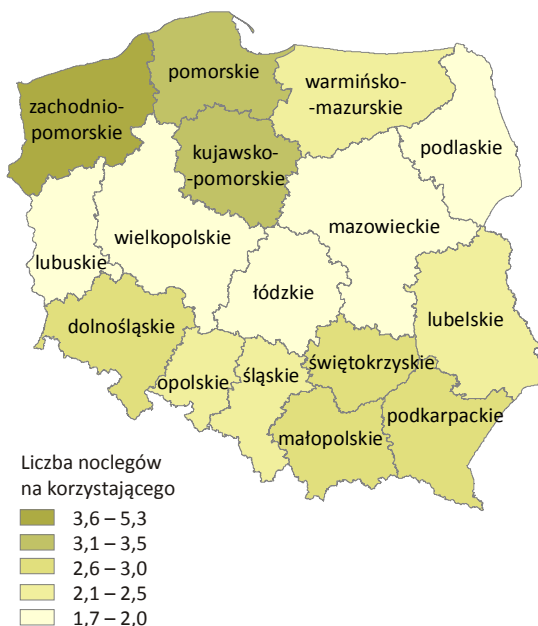 pomorskie
warmińsko-
-mazurskie
zachodnio-
pomorskie
podlaskie
kujawsko-
-pomorskie
mazowieckie
wielkopolskie
lubuskie
łódzkie
lubelskie
dolnośląskie
świętokrzyskie
opolskie
śląskie
podkarpackie
małopolskie
Liczba noclegów
na korzystającego
3,6 – 5,3
3,1 – 3,5
2,6 – 3,0
2,1 – 2,5
1,7 – 2,0